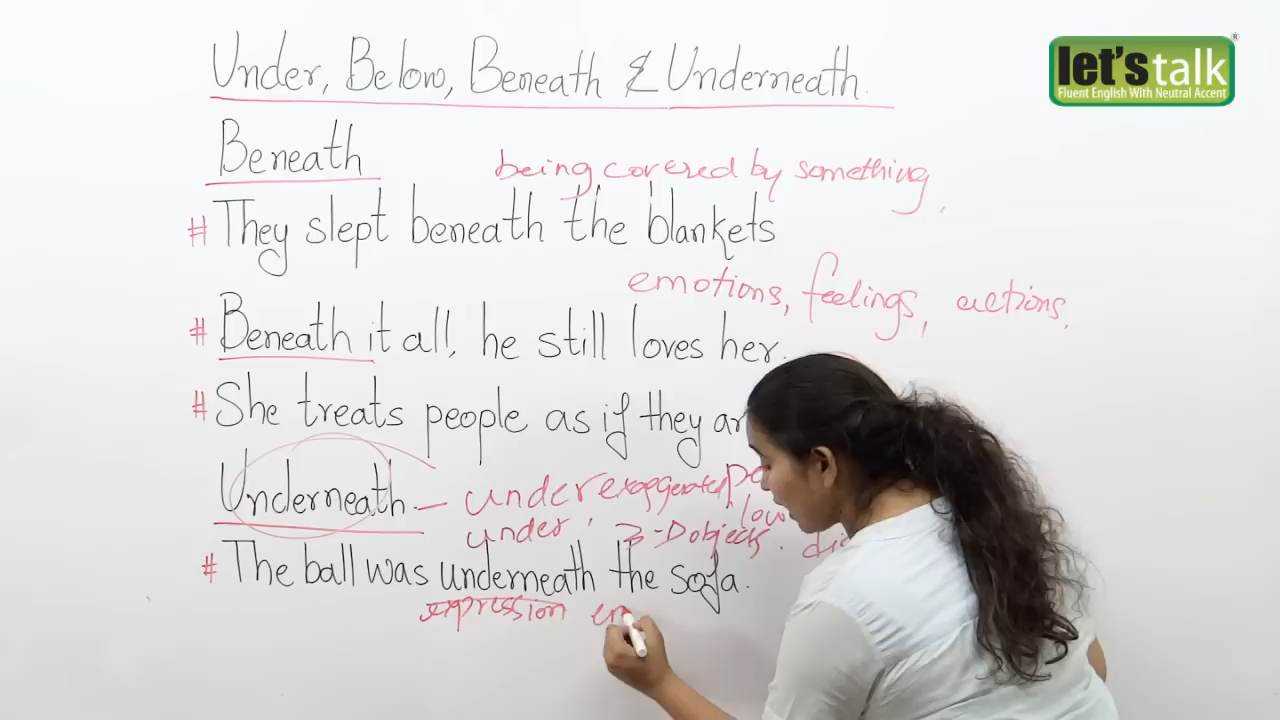 Under, Below, Beneath & Underneath.
let's talk
®
Fluent English With Neutral Accent
Beneath
being covered by something,
# They slept beneath the blankets
emotions, feelings, actions,
# Beneath it all, he still loves her.
# She treats people as if they ar
Underneath - under exaggerated
low
under, 3-D objects.
# The ball was underneath the sofa.
expression